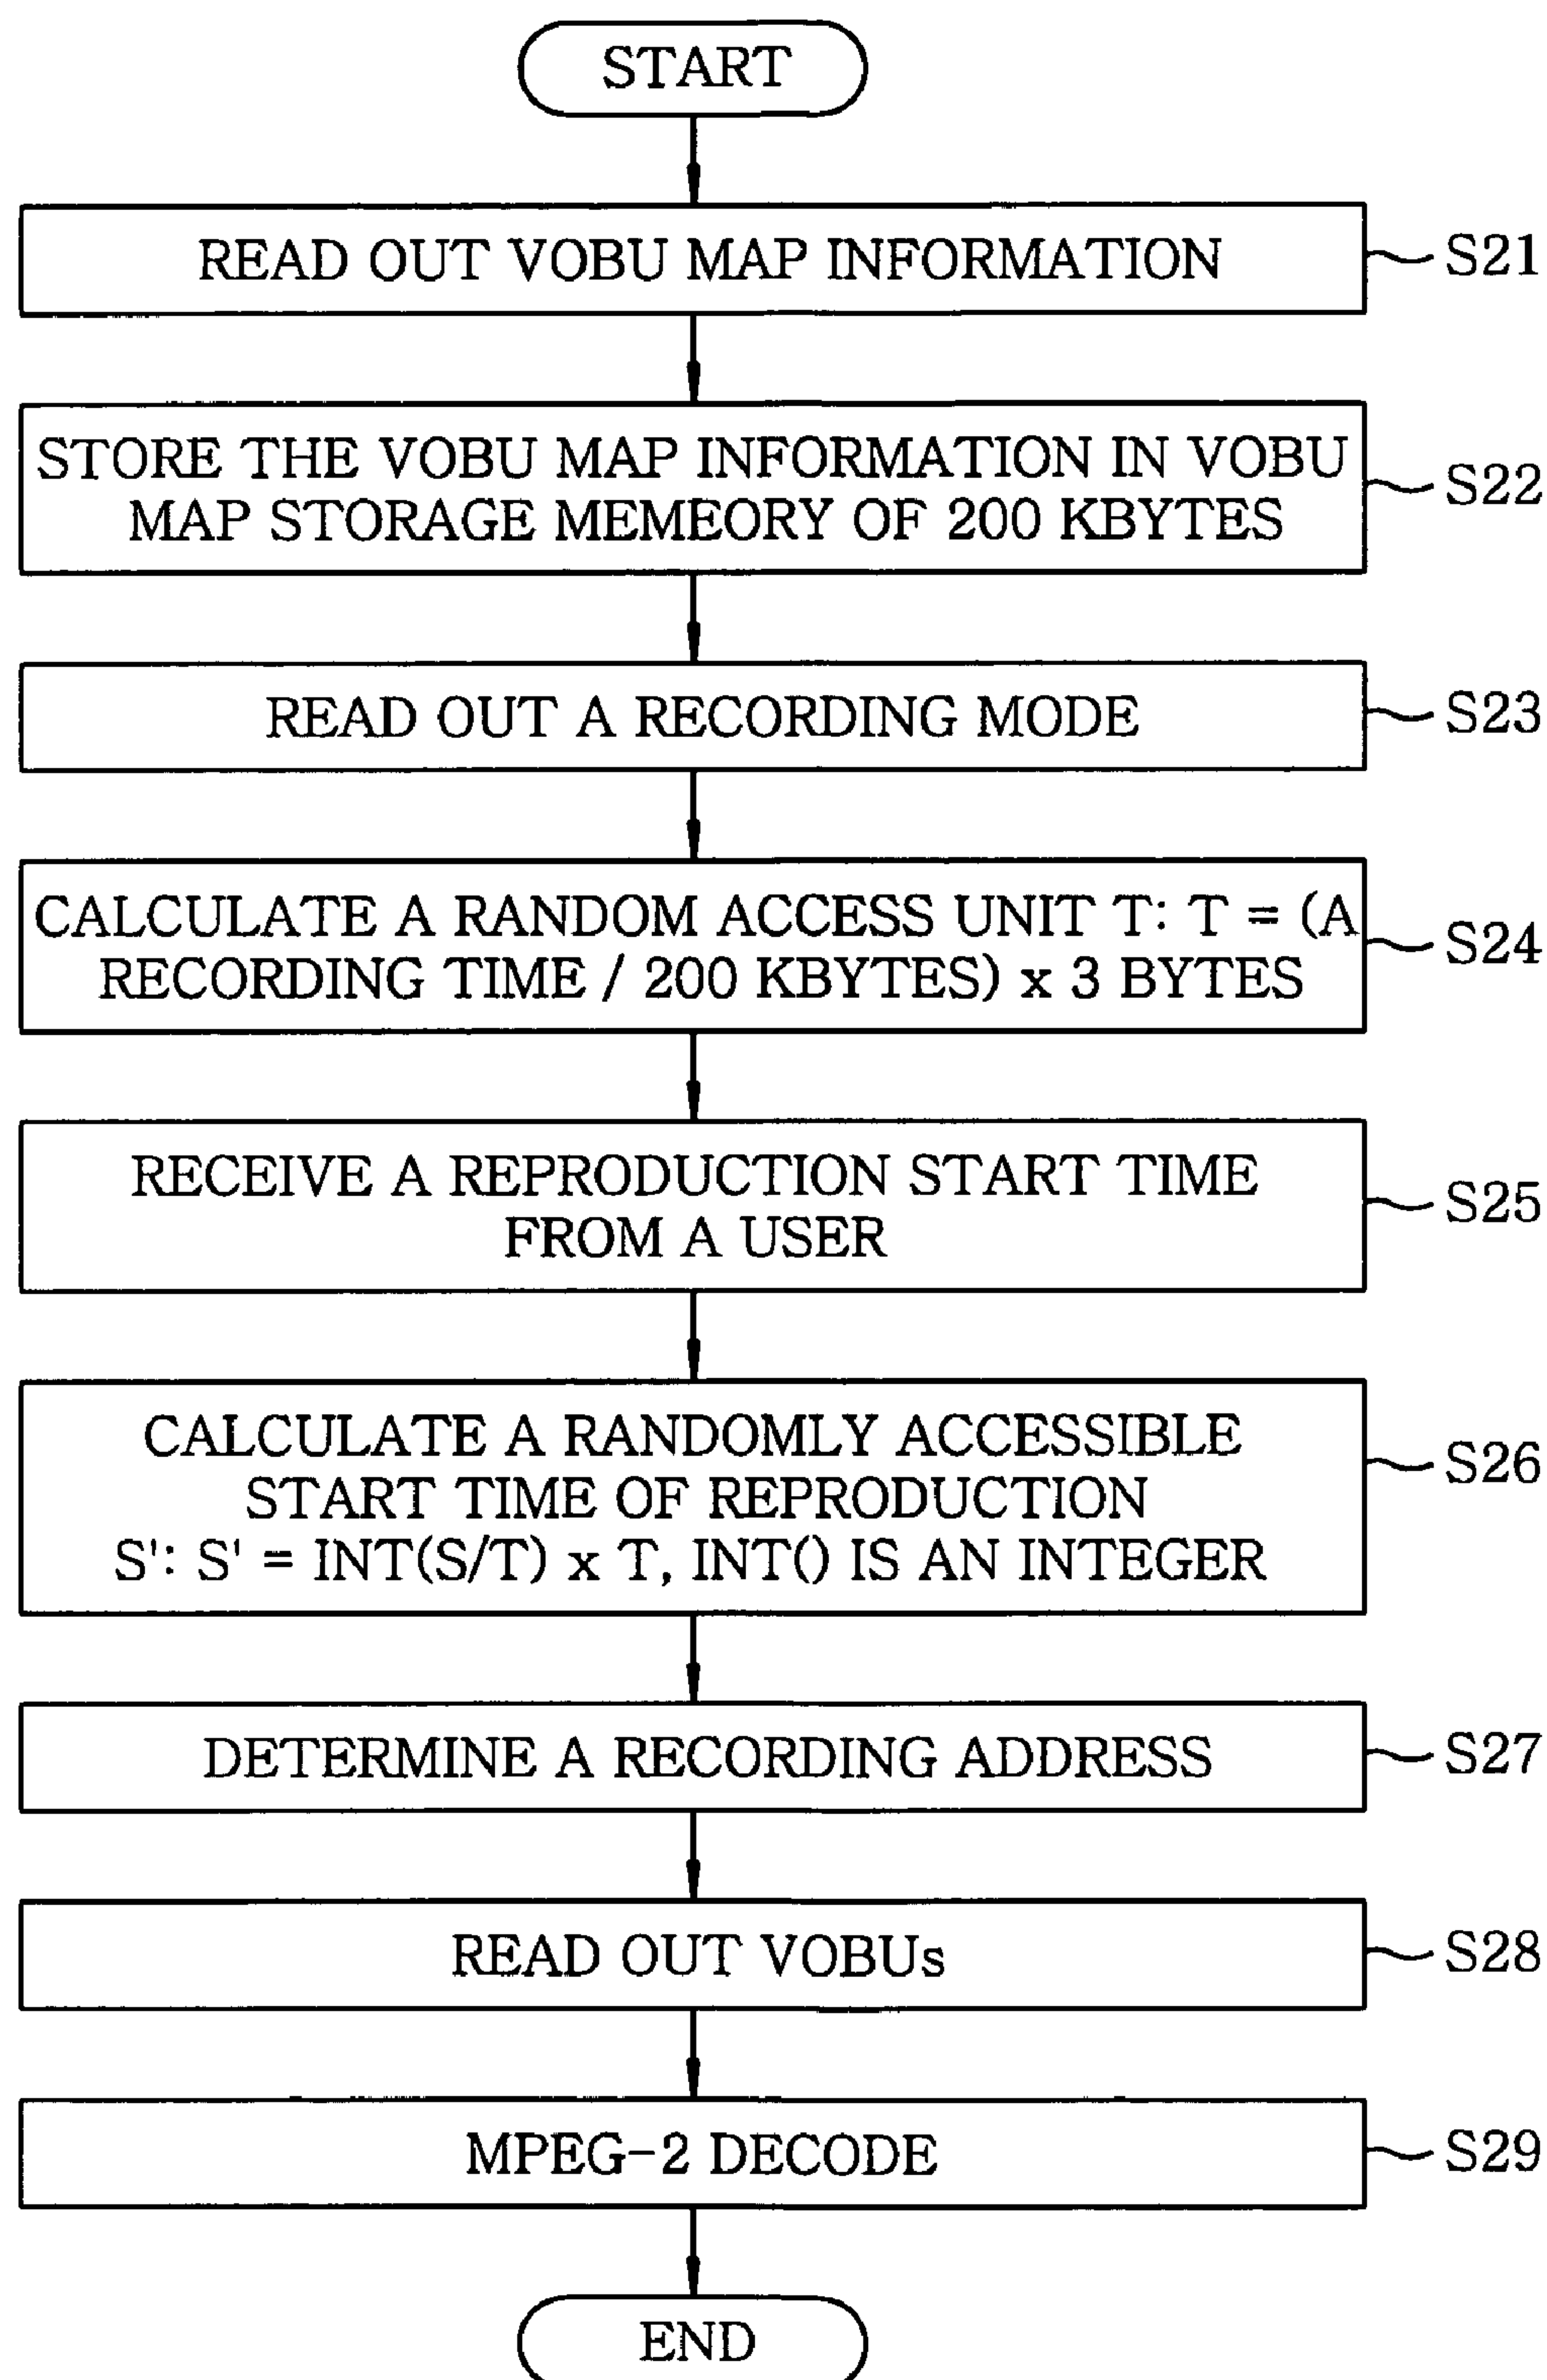 START
READ OUT VOBU MAP INFORMATION
S21
STORE THE VOBU MAP INFORMATION IN VOBU
MAP STORAGE MEMEORY OF 200 KBYTES
S22
READ OUT A RECORDING MODE
S23
CALCULATE A RANDOM ACCESS UNIT T: T = (A
RECORDING TIME / 200 KBYTES) x 3 BYTES
S24
RECEIVE A REPRODUCTION START TIME
FROM A USER
S25
CALCULATE A RANDOMLY ACCESSIBLE
START TIME OF REPRODUCTION
S': S' = INT(S/T) x T, INT() IS AN INTEGER
S26
DETERMINE A RECORDING ADDRESS
S27
READ OUT VOBUs
S28
MPEG-2 DECODE
S29
END